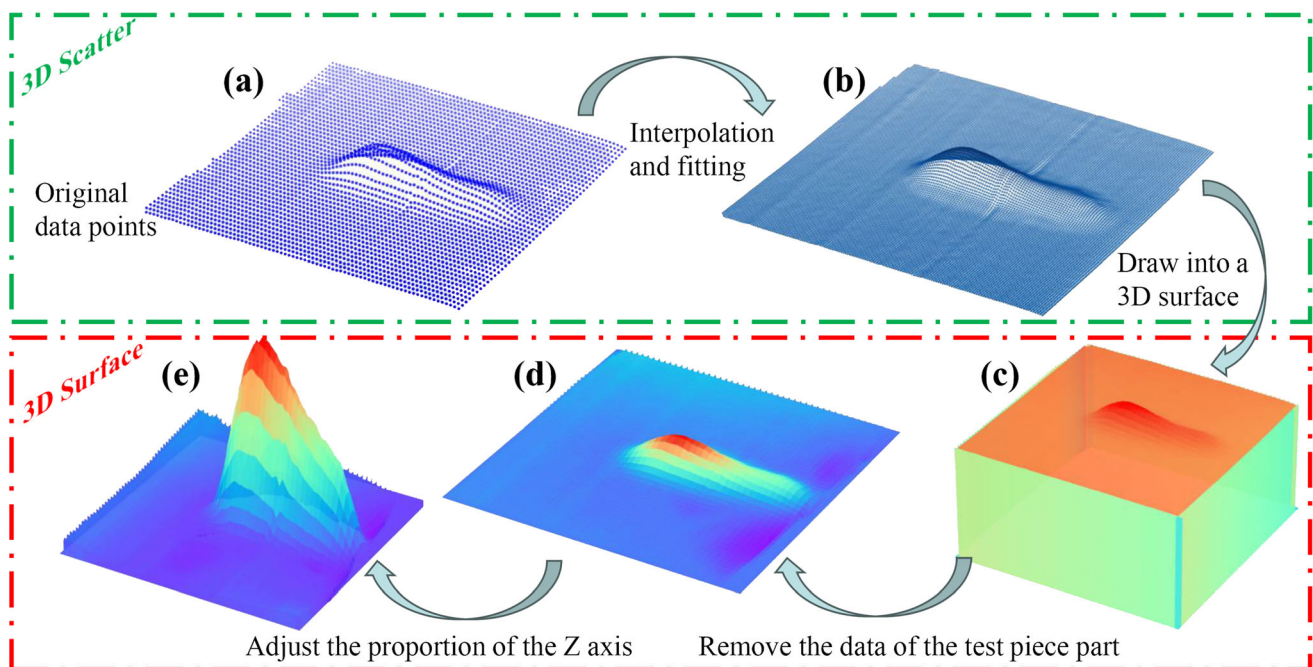 3D Scatter
(a)
Original
data points
Interpolation
and fitting
(b)
Draw into a
3D surface
3D Surface
(e)
(d)
(c)
Adjust the proportion of the Z axis
Remove the data of the test piece part